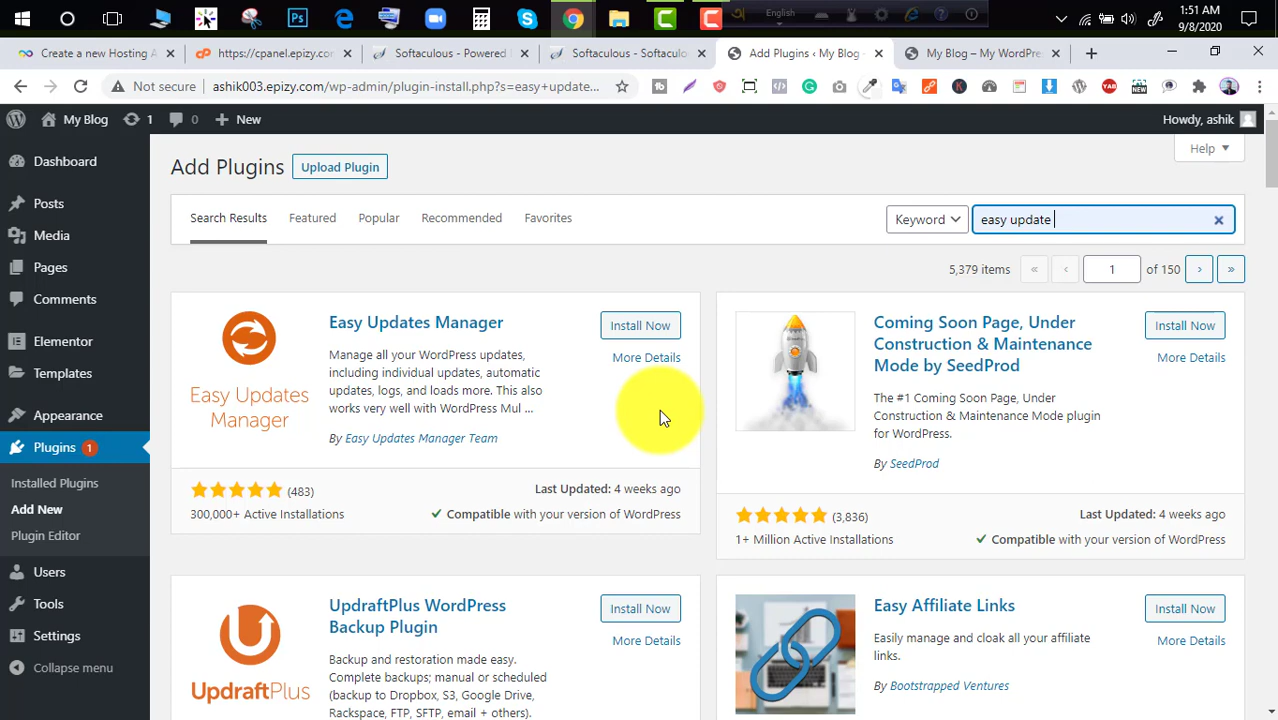 English
1:51 AM
9/8/2020
Create a new Hosting A
https://cpanel.epizy.co
Softaculous - Powered
Softaculous - Softaculo
Add Plugins ‹ My Blog
My Blog – My WordPre
Not secure
ashik003.epizy.com/wp-admin/plugin-install.php?s=easy+update...
My Blog
1
0
New
Howdy, ashik
Dashboard
Posts
Media
Pages
Comments
Elementor
Templates
Appearance
Plugins 1
Installed Plugins
Add New
Plugin Editor
Users
Tools
Settings
Collapse menu
Add Plugins
Upload Plugin
Help
Search Results
Featured
Popular
Recommended
Favorites
Keyword
easy update
5,379 items
«
‹
1
of 150
›
»
Easy Updates Manager
Easy Updates Manager
Install Now
More Details
Manage all your WordPress updates,
including individual updates, automatic
updates, logs, and loads more. This also
works very well with WordPress Mul ...
By Easy Updates Manager Team
(483)
300,000+ Active Installations
Last Updated: 4 weeks ago
Compatible with your version of WordPress
Coming Soon Page, Under
Construction & Maintenance
Mode by SeedProd
Install Now
More Details
The #1 Coming Soon Page, Under
Construction & Maintenance Mode plugin
for WordPress.
By SeedProd
(3,836)
1+ Million Active Installations
Last Updated: 4 weeks ago
Compatible with your version of WordPress
UpdraftPlus
UpdraftPlus WordPress
Backup Plugin
Install Now
More Details
Backup and restoration made easy.
Complete backups; manual or scheduled
(backup to Dropbox, S3, Google Drive,
Rackspace, FTP, SFTP, email + others).
Easy Affiliate Links
Install Now
More Details
Easily manage and cloak all your affiliate
links.
By Bootstrapped Ventures